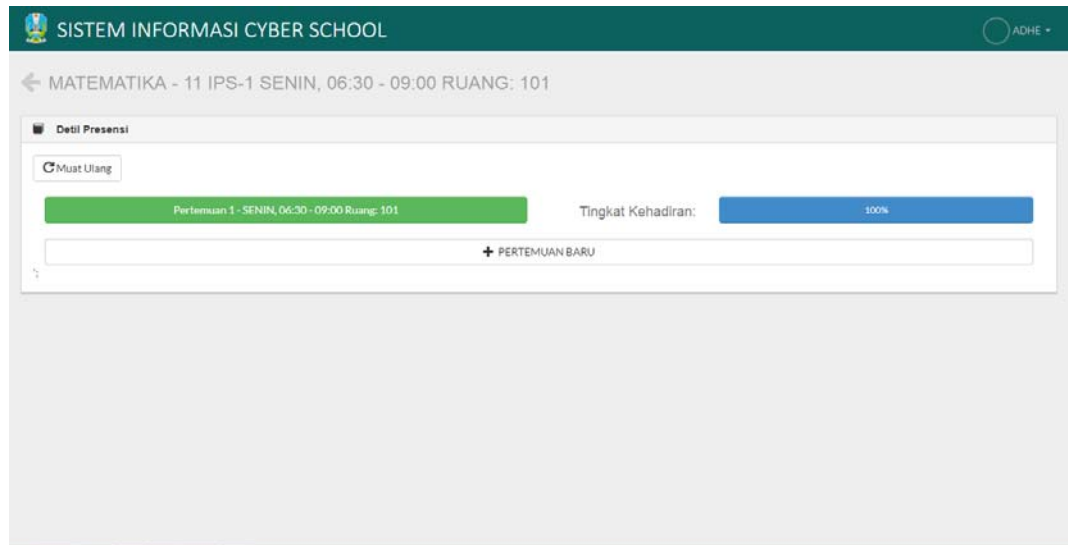 SISTEM INFORMASI CYBER SCHOOL
ADHE
MATEMATIKA - 11 IPS-1 SENIN, 06:30 - 09:00 RUANG: 101
Detil Presensi
Muat Ulang
Pertemuan 1 - SENIN, 06:30 - 09:00 Ruang: 101
Tingkat Kehadiran:
100%
+ PERTEMUAN BARU
';